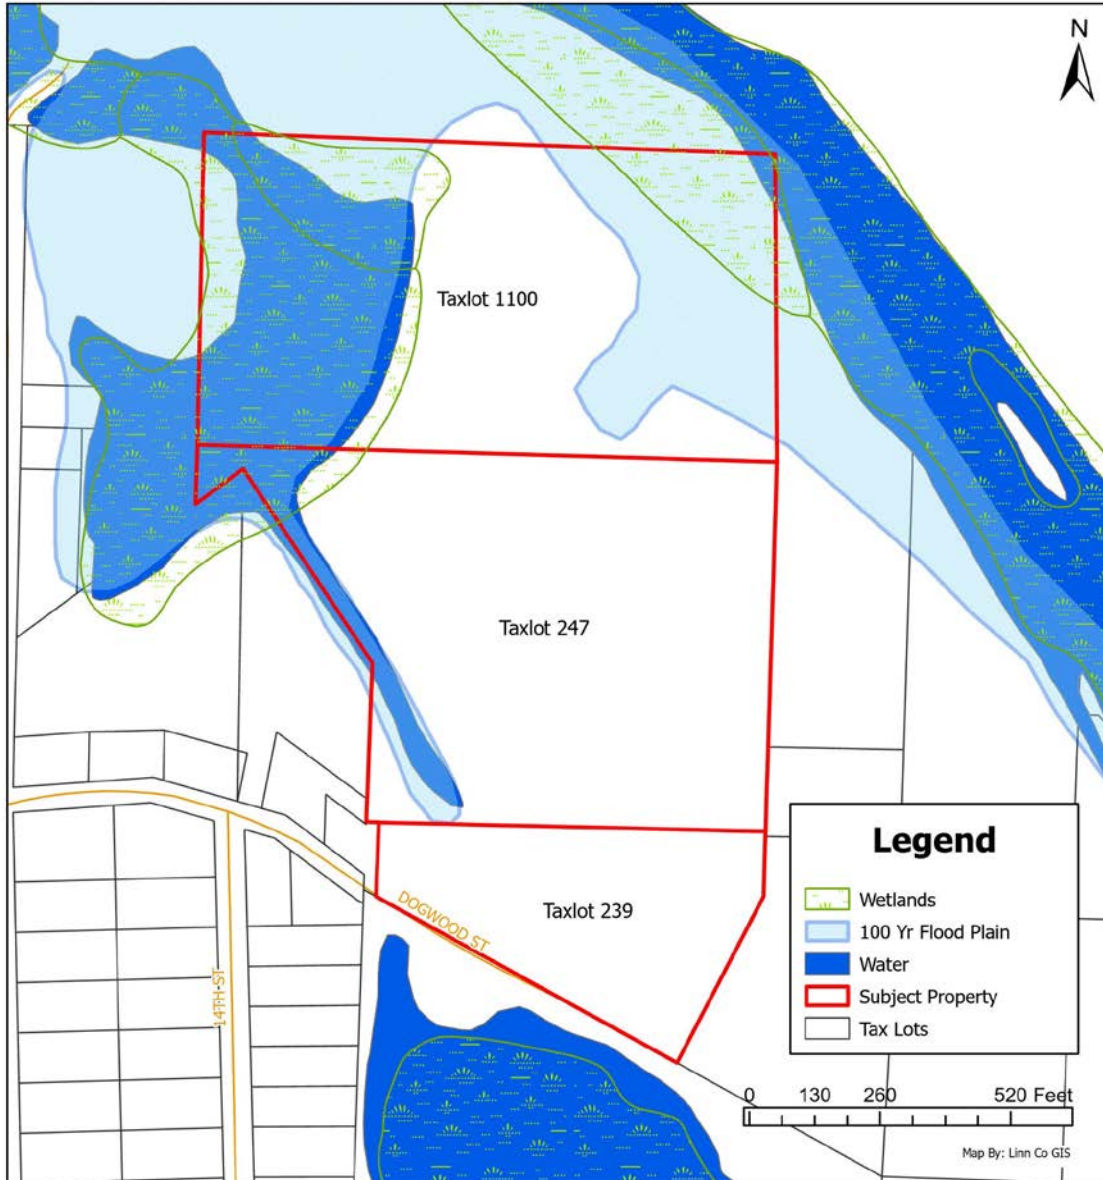 N
Taxlot 1100
Taxlot 247
Taxlot 239
DOGWOOD ST
14TH ST
Legend
Wetlands
100 Yr Flood Plain
Water
Subject Property
Tax Lots
0 130 260 520 Feet
Map By: Linn Co GIS